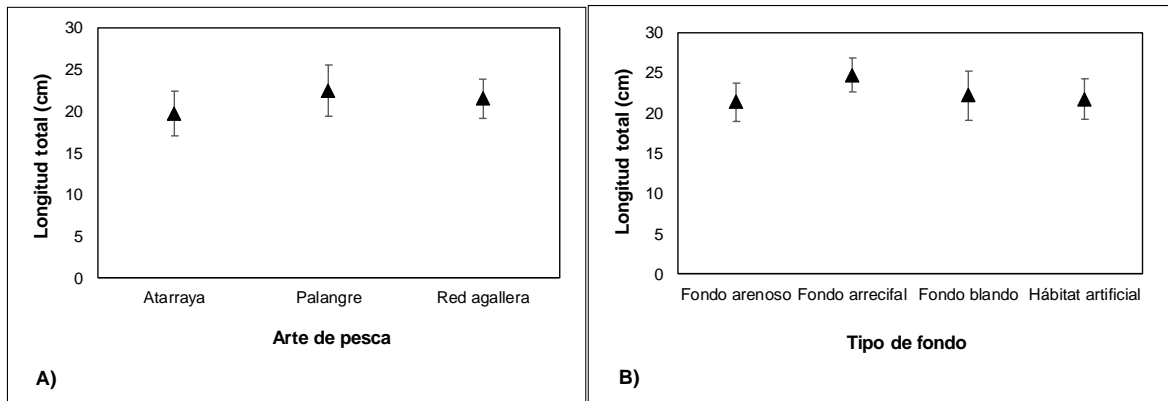 30
25
20
15
10
5
0
Longitud total (cm)
Atarraya Palangre Red agallera
Arte de pesca
A)
30
25
20
15
10
5
0
Longitud total (cm)
Fondo arenoso Fondo arrecifal Fondo blando Hábitat artificial
Tipo de fondo
B)